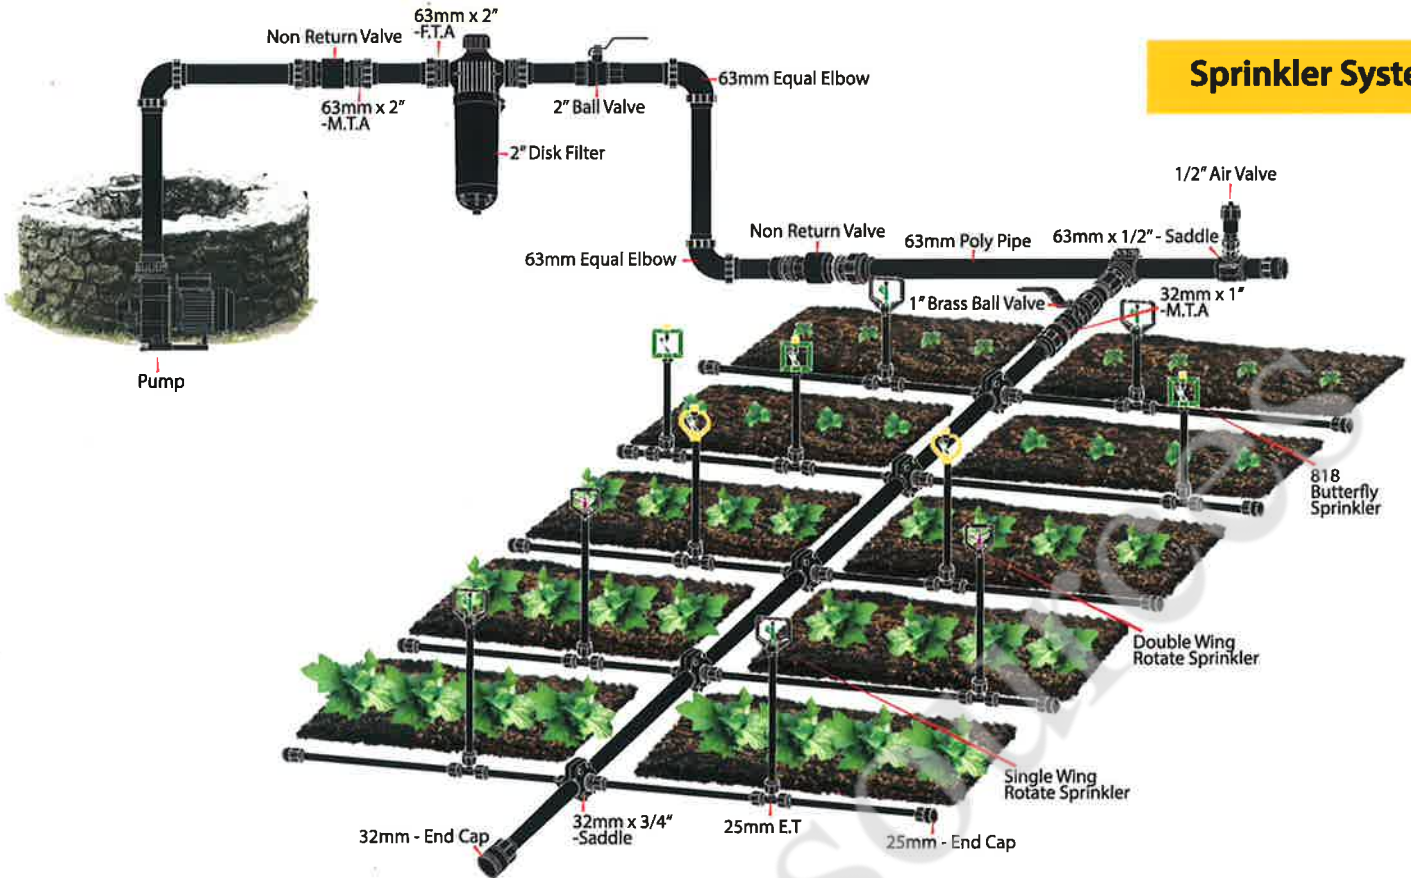 63mm x 2"
-F.T.A
Non Return Valve
63mm x 2"
-M.T.A
2" Ball Valve
63mm Equal Elbow
Sprinkler Syste
2" Disk Filter
1/2" Air Valve
Non Return Valve
63mm Poly Pipe
63mm x 1/2" - Saddle
63mm Equal Elbow
1" Brass Ball Valve
32mm x 1"
-M.T.A
Pump
818
Butterfly
Sprinkler
Double Wing
Rotate Sprinkler
Single Wing
Rotate Sprinkler
32mm - End Cap
32mm x 3/4"
-Saddle
25mm E.T
25mm - End Cap
sources